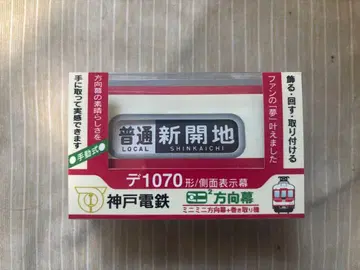 飾る・回す・取り付ける
ファンの「夢」叶えました
方向幕の素晴らしさを
手に取って実感できます
●手動式●
普通
LOCAL
新開地
SHINKAICHI
デ1070形/側面表示幕
神戸電鉄
方向幕
ミニミニ方向幕+巻き取り機